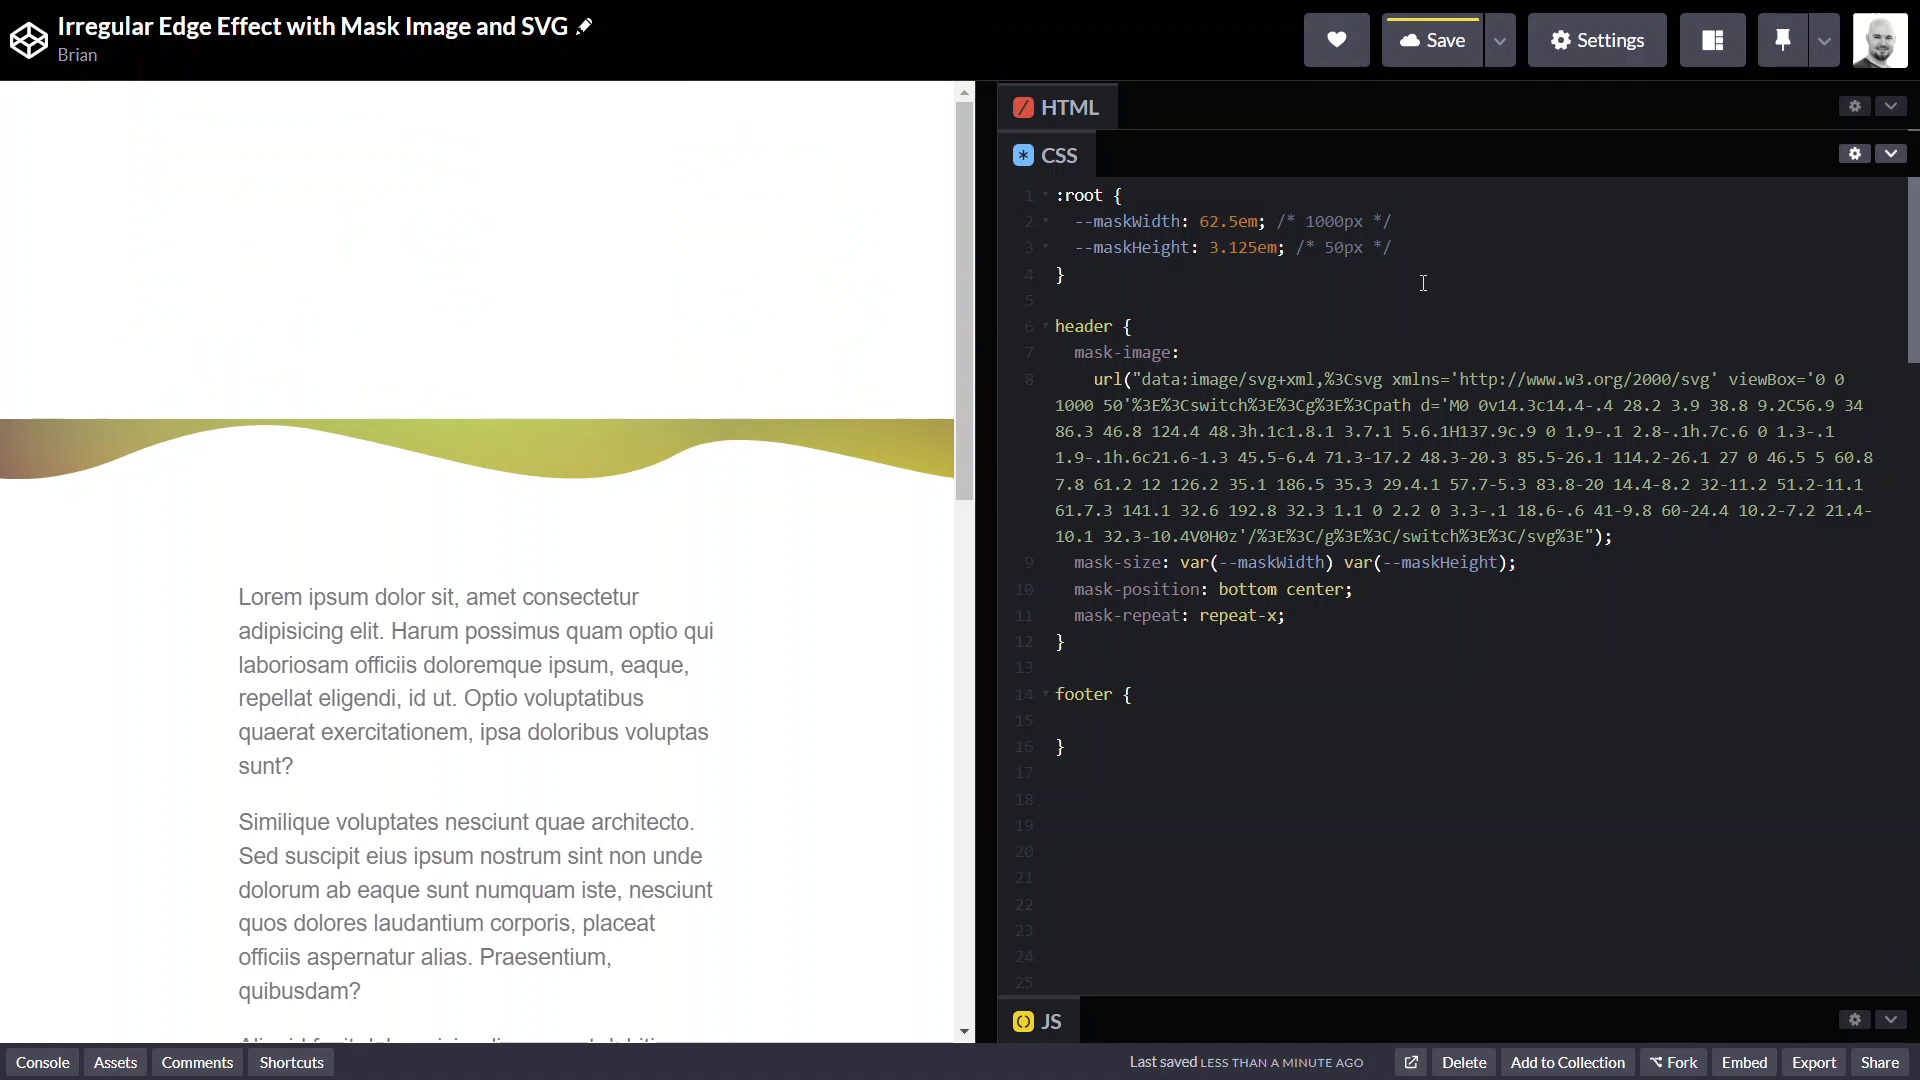 Irregular Edge Effect with Mask Image and SVG
Brian
Save
Settings
Lorem ipsum dolor sit, amet consectetur
adipisicing elit. Harum possimus quam optio qui
laboriosam officiis doloremque ipsum, eaque,
repellat eligendi, id ut. Optio voluptatibus
quaerat exercitationem, ipsa doloribus voluptas
sunt?
Similique voluptates nesciunt quae architecto.
Sed suscipit eius ipsum nostrum sint non unde
dolorum ab eaque sunt numquam iste, nesciunt
quos dolores laudantium corporis, placeat
officiis aspernatur alias. Praesentium,
quibusdam?
HTML
CSS
1 :root {
2 --maskWidth: 62.5em; /* 1000px */
3 --maskHeight: 3.125em; /* 50px */
4 }
5
6 header {
7 mask-image:
8 url("data:image/svg+xml,%3Csvg xmlns='http://www.w3.org/2000/svg' viewBox='0 0
1000 50'%3E%3Cswitch%3E%3Cg%3E%3Cpath d='M0 0v14.3c14.4-.4 28.2 3.9 38.8 9.2C56.9 34
86.3 46.8 124.4 48.3h.1c1.8.1 3.7.1 5.6.1H137.9c.9 0 1.9-.1 2.8-.1h.7c.6 0 1.3-.1
1.9-.1h.6c21.6-1.3 45.5-6.4 71.3-17.2 48.3-20.3 85.5-26.1 114.2-26.1 27 0 46.5 5 60.8
7.8 61.2 12 126.2 35.1 186.5 35.3 29.4.1 57.7-5.3 83.8-20 14.4-8.2 32-11.2 51.2-11.1
61.7.3 141.1 32.6 192.8 32.3 1.1 0 2.2 0 3.3-.1 18.6-.6 41-9.8 60-24.4 10.2-7.2 21.4-
10.1 32.3-10.4V0H0z'/%3E%3C/g%3E%3C/switch%3E%3C/svg%3E");
9 mask-size: var(--maskWidth) var(--maskHeight);
10 mask-position: bottom center;
11 mask-repeat: repeat-x;
12 }
13
14 footer {
15
16 }
17
18
19
20
21
22
23
24
25
JS
Console
Assets
Comments
Shortcuts
Last saved LESS THAN A MINUTE AGO
Delete
Add to Collection
Fork
Embed
Export
Share